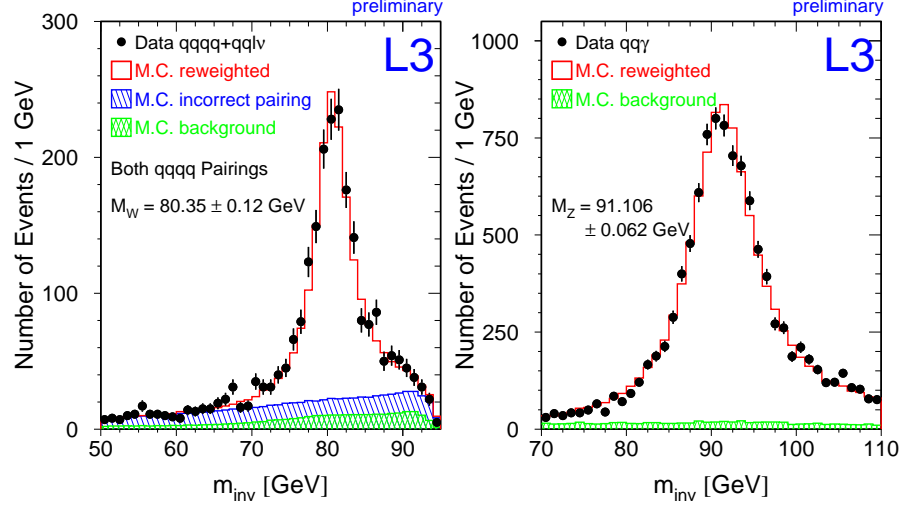 preliminary
300
200
100
0
Number of Events / 1 GeV
Data qqqq+qqlν
M.C. reweighted
M.C. incorrect pairing
M.C. background
L3
Both qqqq Pairings
M_W = 80.35 ± 0.12 GeV
50 60 70 80 90
m_inv [GeV]
preliminary
1000
750
500
250
0
Number of Events / 1 GeV
Data qqγ
M.C. reweighted
M.C. background
L3
M_Z = 91.106
± 0.062 GeV
70 80 90 100 110
m_inv [GeV]